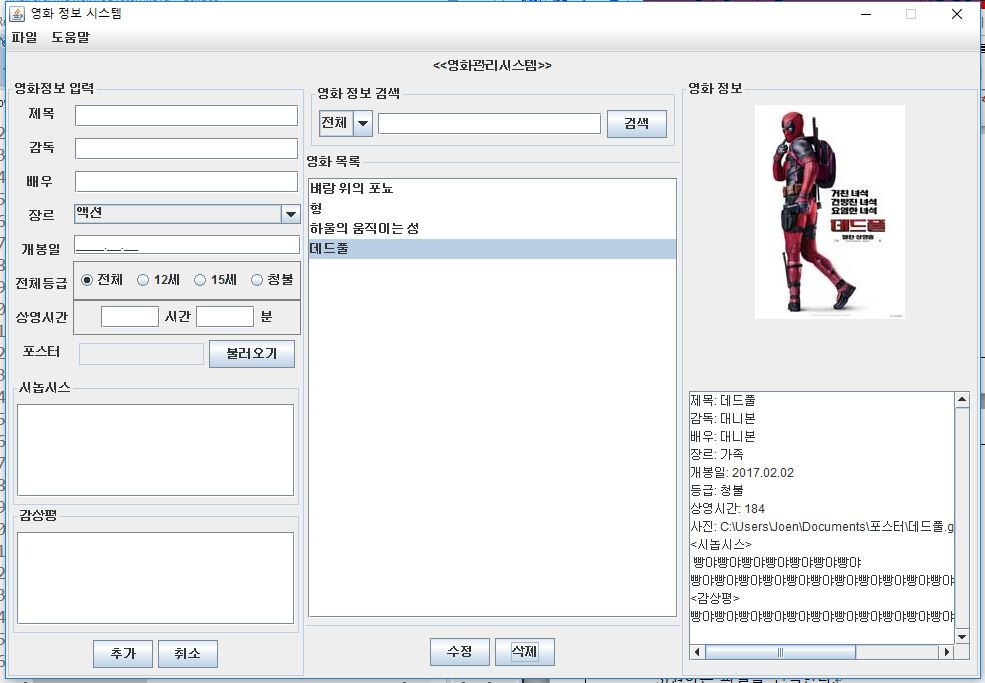 영화 정보 시스템
파일 도움말
<<영화관리시스템>>
영화정보 입력
제목
감독
배우
장르 액션
개봉일 ____.__.__
전체등급 전체 12세 15세 청불
상영시간 시간 분
포스터 불러오기
시놉시스
감상평
추가 취소
영화 정보 검색
전체 검색
영화 목록
벼랑 위의 포뇨
형
하울의 움직이는 성
데드풀
수정 삭제
영화 정보
거친 녀석
건방진 녀석
요염한 녀석
데드풀
제목: 데드풀
감독: 대니본
배우: 대니본
장르: 가족
개봉일: 2017.02.02
등급: 청불
상영시간: 184
사진: C:\Users\Joen\Documents\포스터\데드풀.g
<시놉시스>
빵야빵야빵야빵야빵야빵야빵야
빵야빵야빵야빵야빵야빵야빵야빵야빵야빵야빵야
<감상평>
빵야빵야빵야빵야빵야빵야빵야빵야빵야빵야빵야